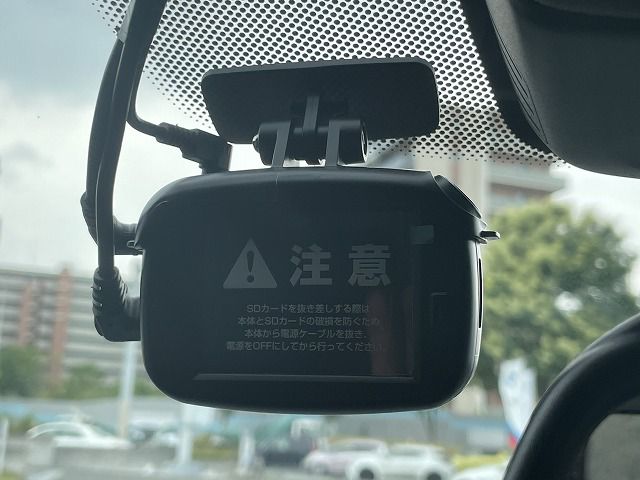 注意
SDカードを抜き差しする際は
本体とSDカードの破損を防ぐため
本体から電源ケーブルを抜き、
電源をOFFにしてから行ってください。